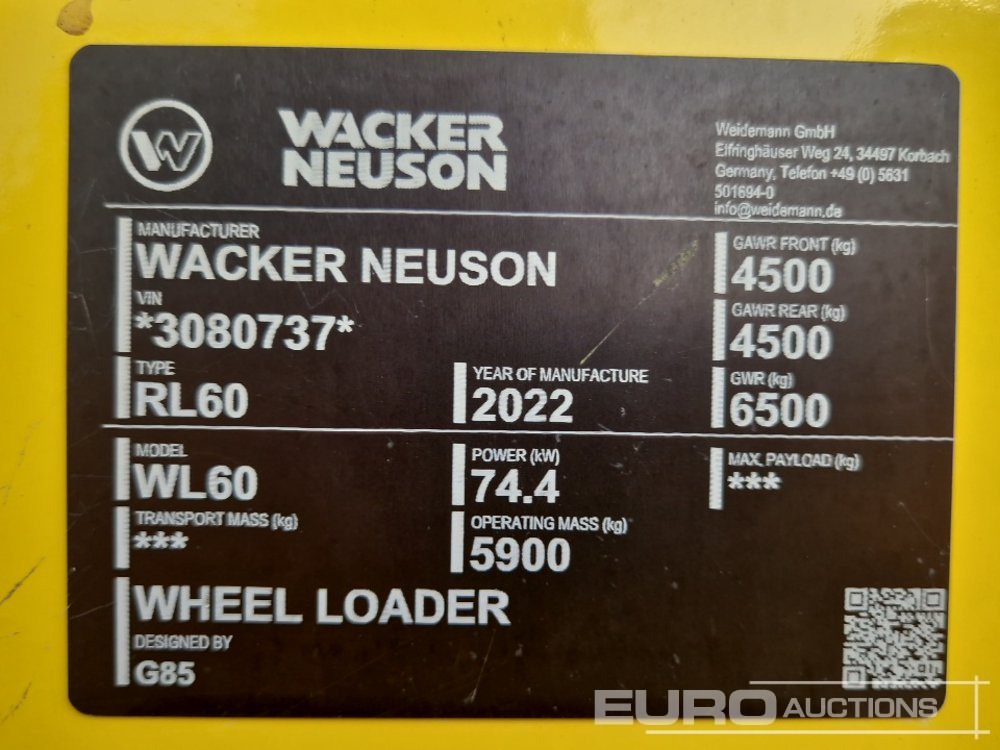 WACKER
NEUSON
Weidemann GmbH
Elfringhäuser Weg 24, 34497 Korbach
Germany, Telefon +49 (0) 5631
501694-0
info@weidemann.de
MANUFACTURER
WACKER NEUSON
VIN
*3080737*
TYPE
RL60
YEAR OF MANUFACTURE
2022
GAWR FRONT (kg)
4500
GAWR REAR (kg)
4500
GWR (kg)
6500
MODEL
WL60
POWER (kW)
74.4
MAX. PAYLOAD (kg)
***
TRANSPORT MASS (kg)
***
OPERATING MASS (kg)
5900
WHEEL LOADER
DESIGNED BY
G85
EURO AUCTIONS